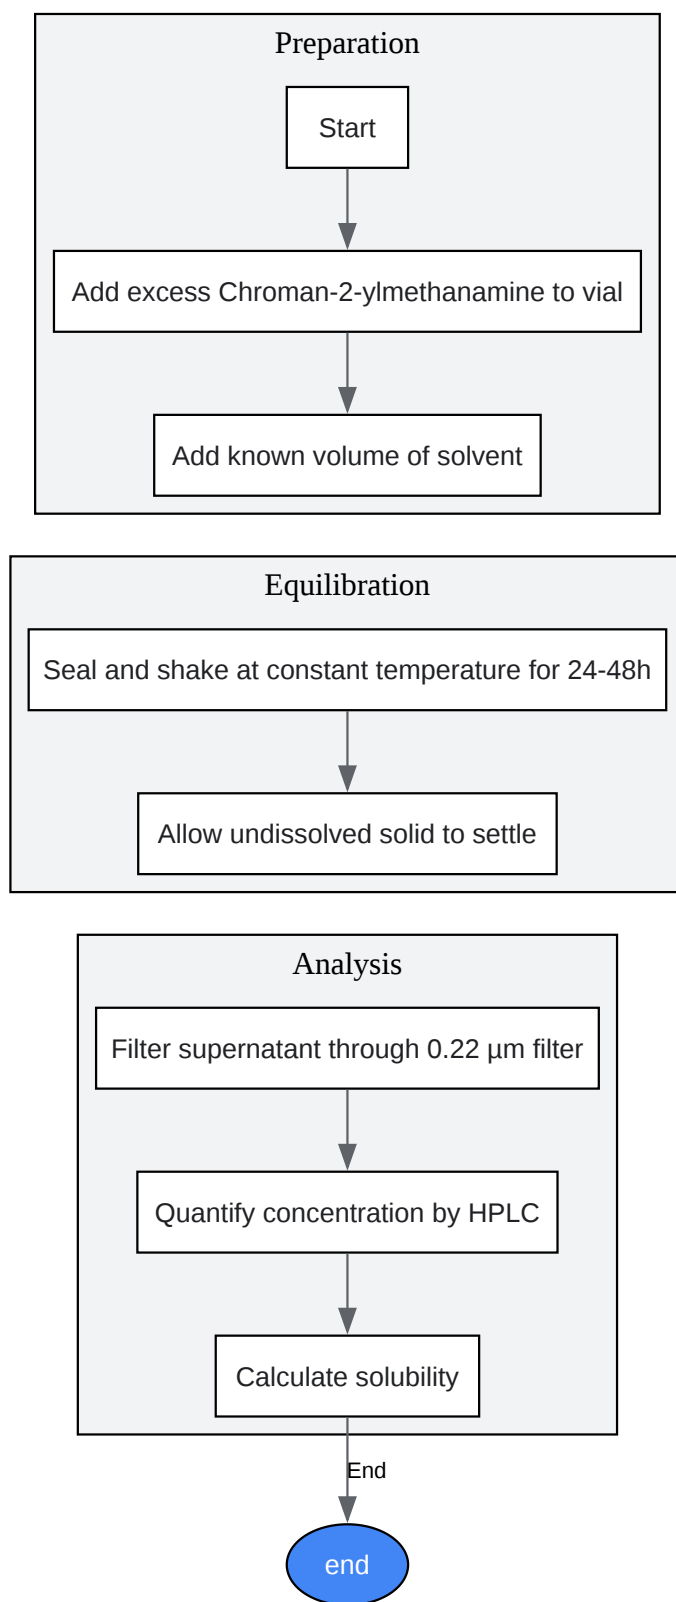 Preparation
Start
Add excess Chroman-2-ylmethanamine to vial
Add known volume of solvent
Equilibration
Seal and shake at constant temperature for 24-48h
Allow undissolved solid to settle
Analysis
Filter supernatant through 0.22 µm filter
Quantify concentration by HPLC
Calculate solubility
End
end